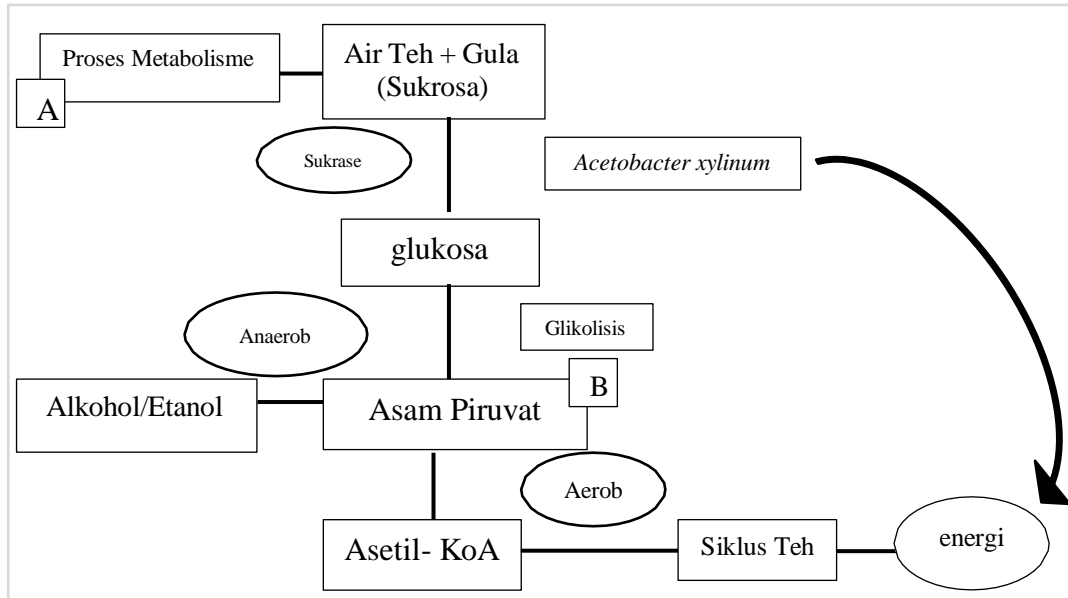 Proses Metabolisme
A
Air Teh + Gula
(Sukrosa)
Sukrase
Acetobacter xylinum
glukosa
Anaerob
Glikolisis
B
Alkohol/Etanol
Asam Piruvat
Aerob
Asetil- KoA
Siklus Teh
energi